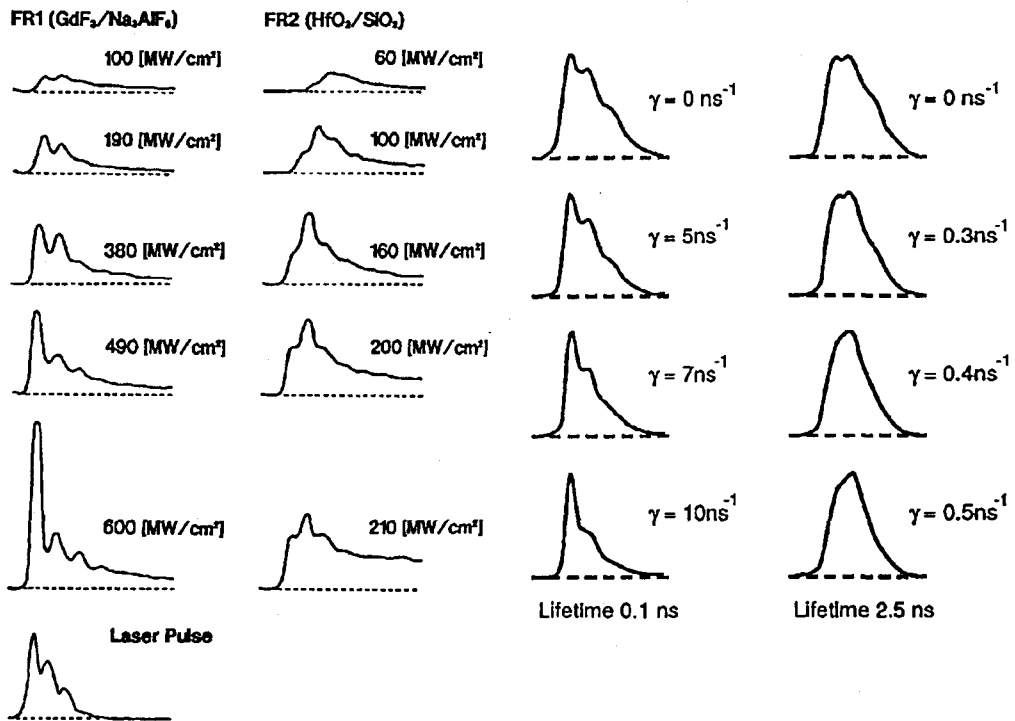 FR1 (GdF₃/Na₃AlF₆)
100 [MW/cm²]
190 [MW/cm²]
380 [MW/cm²]
490 [MW/cm²]
600 [MW/cm²]
Laser Pulse
FR2 (HfO₂/SiO₂)
60 [MW/cm²]
100 [MW/cm²]
160 [MW/cm²]
200 [MW/cm²]
210 [MW/cm²]
γ = 0 ns⁻¹
γ = 5ns⁻¹
γ = 7ns⁻¹
γ = 10ns⁻¹
Lifetime 0.1 ns
γ = 0 ns⁻¹
γ = 0.3ns⁻¹
γ = 0.4ns⁻¹
γ = 0.5ns⁻¹
Lifetime 2.5 ns